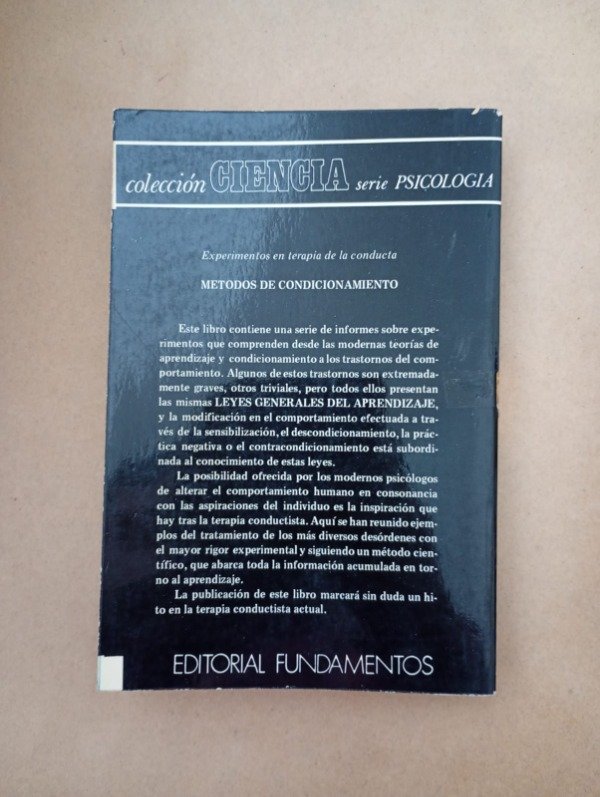 colección CIENCIA serie PSICOLOGIA
Experimentos en terapia de la conducta
METODOS DE CONDICIONAMIENTO
Este libro contiene una serie de informes sobre expe-
rimentos que comprenden desde las modernas teorías de
aprendizaje y condicionamiento a los trastornos del com-
portamiento. Algunos de estos trastornos son extremada-
mente graves, otros triviales, pero todos ellos presentan
las mismas LEYES GENERALES DEL APRENDIZAJE,
y la modificación en el comportamiento efectuada a tra-
vés de la sensibilización, el descondicionamiento, la prác-
tica negativa o el contracondicionamiento está subordi-
nada al conocimiento de estas leyes.
La posibilidad ofrecida por los modernos psicólogos
de alterar el comportamiento humano en consonancia
con las aspiraciones del individuo es la inspiración que
hay tras la terapia conductista. Aquí se han reunido ejem-
plos del tratamiento de los más diversos desórdenes con
el mayor rigor experimental y siguiendo un método cien-
tífico, que abarca toda la información acumulada en tor-
no al aprendizaje.
La publicación de este libro marcará sin duda un hi-
to en la terapia conductista actual.
EDITORIAL FUNDAMENTOS